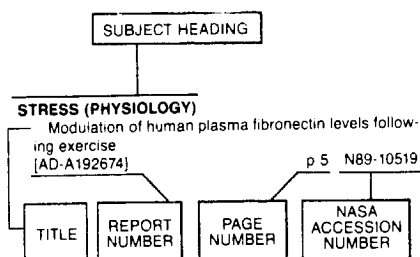 SUBJECT HEADING
STRESS (PHYSIOLOGY)
Modulation of human plasma fibronectin levels follow-
ing exercise
[AD-A192674] p 5 N89-10519
TITLE
REPORT NUMBER
PAGE NUMBER
NASA ACCESSION NUMBER